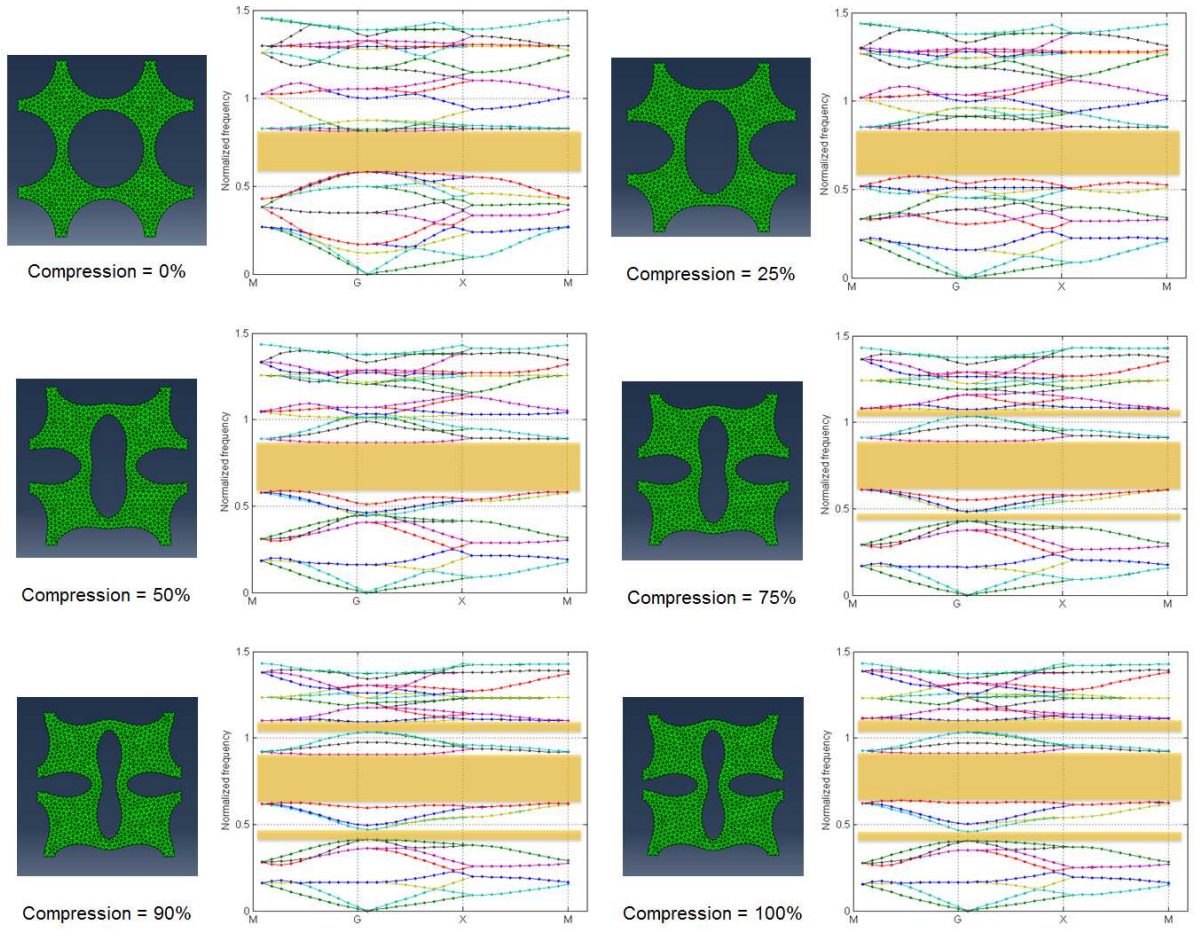 1.5
1
0.5
0
Normalized frequency
M G X M
Compression = 0%
1.5
1
0.5
0
Normalized frequency
M G X M
Compression = 25%
1.5
1
0.5
0
Normalized frequency
M G X M
Compression = 50%
1.5
1
0.5
0
Normalized frequency
M G X M
Compression = 75%
1.5
1
0.5
0
Normalized frequency
M G X M
Compression = 90%
1.5
1
0.5
0
Normalized frequency
M G X M
Compression = 100%